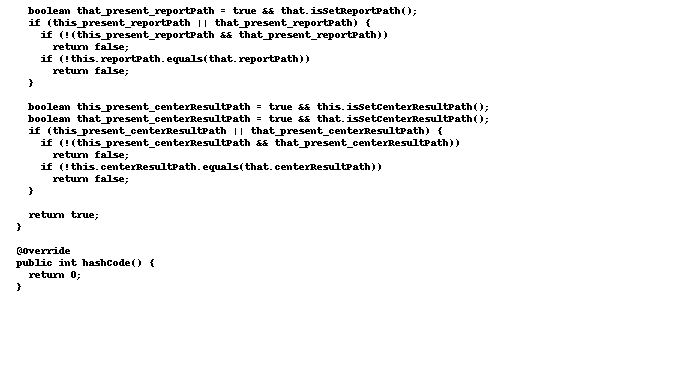 boolean that_present_reportPath = true && that.isSetReportPath();
if (this_present_reportPath || that_present_reportPath) {
if (!(this_present_reportPath && that_present_reportPath))
return false;
if (!this.reportPath.equals(that.reportPath))
return false;
}
boolean this_present_centerResultPath = true && this.isSetCenterResultPath();
boolean that_present_centerResultPath = true && that.isSetCenterResultPath();
if (this_present_centerResultPath || that_present_centerResultPath) {
if (!(this_present_centerResultPath && that_present_centerResultPath))
return false;
if (!this.centerResultPath.equals(that.centerResultPath))
return false;
}
return true;
}
@Override
public int hashCode() {
return 0;
}